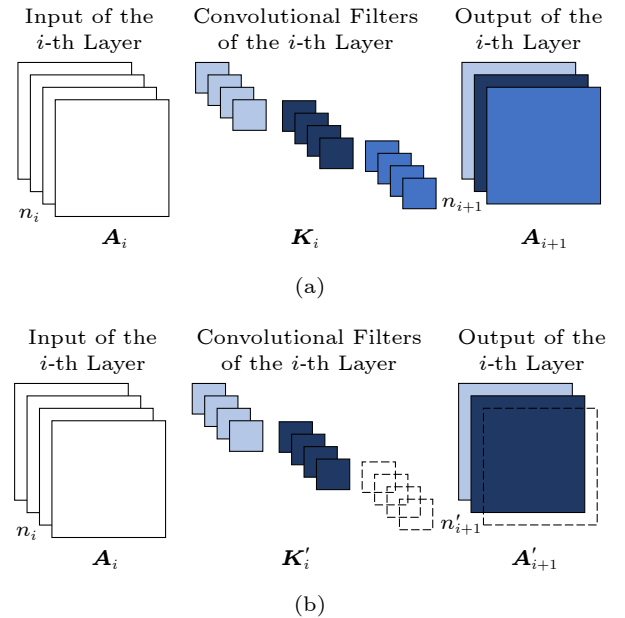 Input of the
i-th Layer
Convolutional Filters
of the i-th Layer
Output of the
i-th Layer
n_i
n_{i+1}
A_i
K_i
A_{i+1}
(a)
Input of the
i-th Layer
Convolutional Filters
of the i-th Layer
Output of the
i-th Layer
n_i
n'_{i+1}
A_i
K'_i
A'_{i+1}
(b)